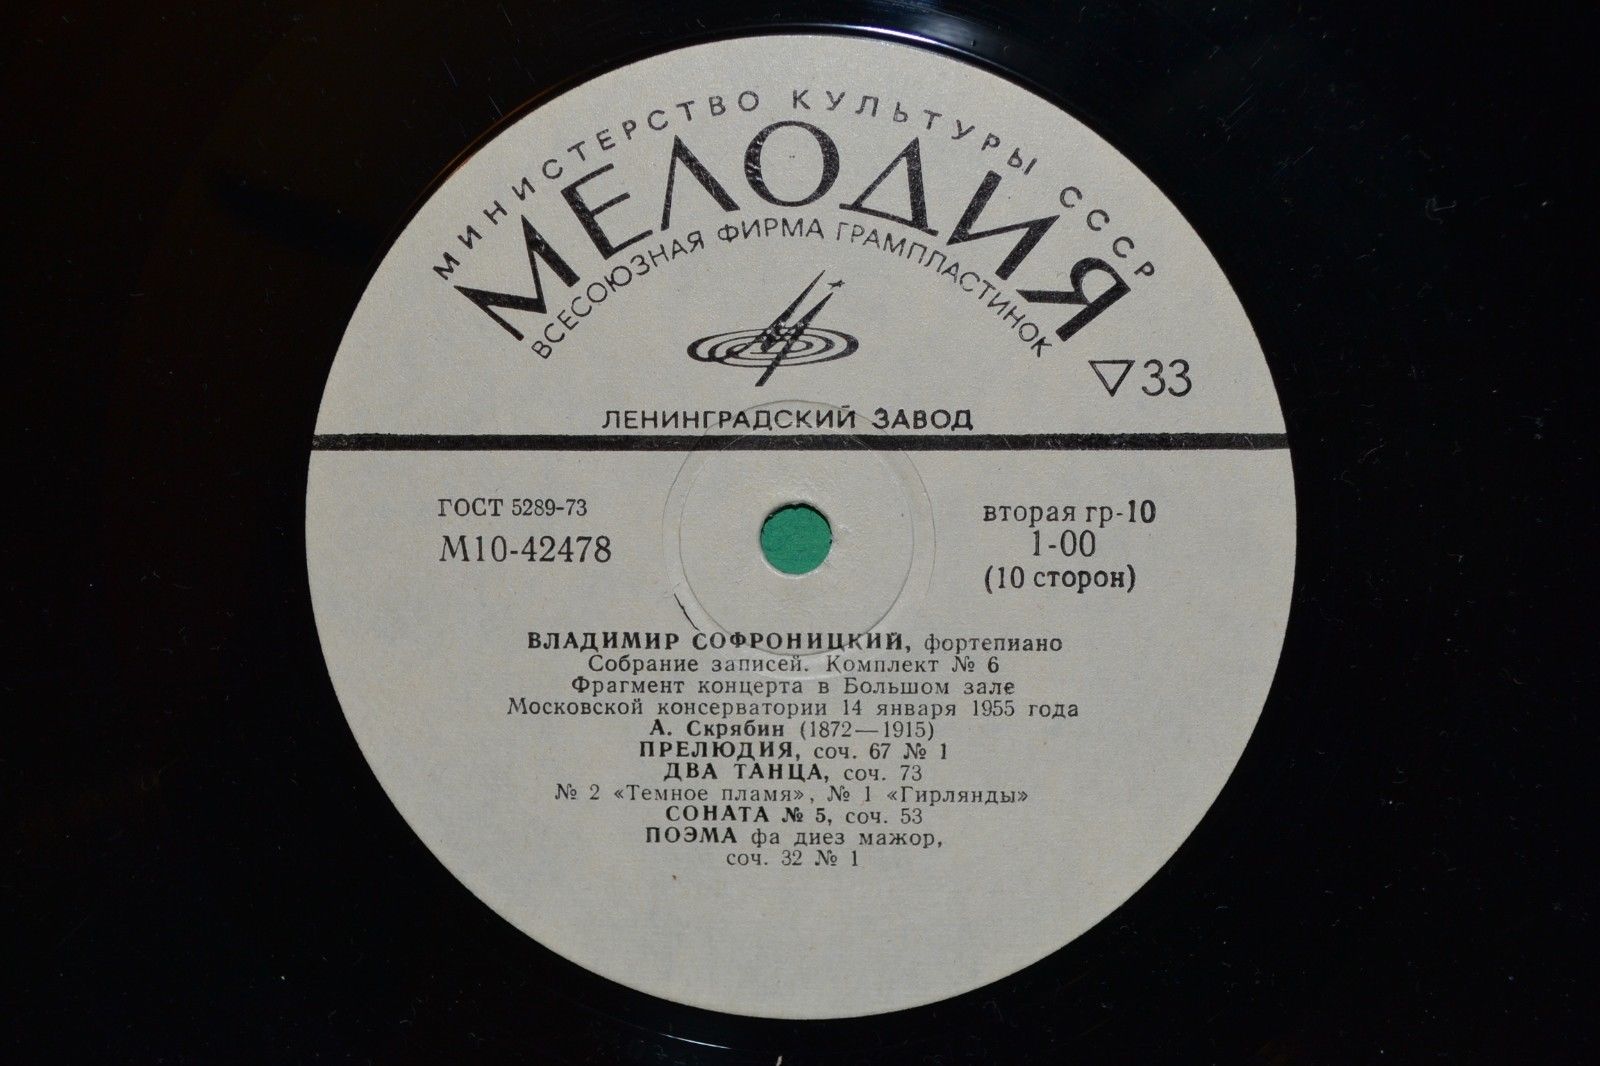 МИНИСТЕРСТВО КУЛЬТУРЫ СССР
МЕЛОДИЯ
ВСЕСОЮЗНАЯ ФИРМА ГРАМПЛАСТИНОК
▽33
ЛЕНИНГРАДСКИЙ ЗАВОД
ГОСТ 5289-73
М10-42478
вторая гр-10
1-00
(10 сторон)
ВЛАДИМИР СОФРОНИЦКИЙ, фортепиано
Собрание записей. Комплект № 6
Фрагмент концерта в Большом зале
Московской консерватории 14 января 1955 года
А. Скрябин (1872—1915)
ПРЕЛЮДИЯ, соч. 67 № 1
ДВА ТАНЦА, соч. 73
№ 2 «Темное пламя», № 1 «Гирлянды»
СОНАТА № 5, соч. 53
ПОЭМА фа диез мажор,
соч. 32 № 1